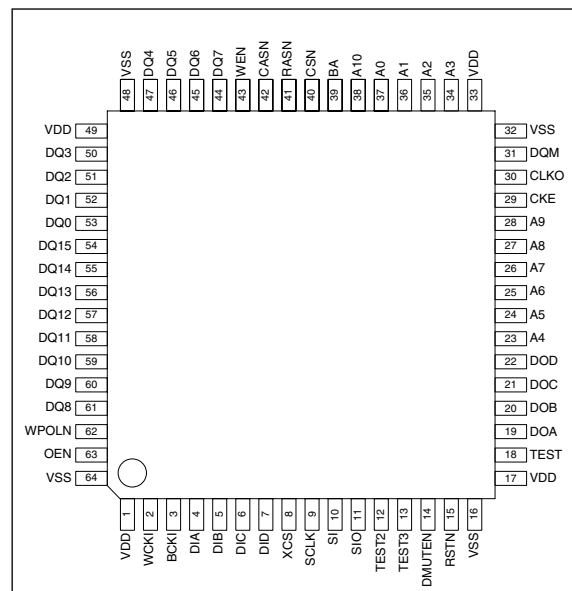 VSS DQ4 DQ5 DQ6 DQ7 WEN CASN RASN CSN BA A10 A0 A1 A2 A3 VDD
48 47 46 45 44 43 42 41 40 39 38 37 36 35 34 33
VDD 49
DQ3 50
DQ2 51
DQ1 52
DQ0 53
DQ15 54
DQ14 55
DQ13 56
DQ12 57
DQ11 58
DQ10 59
DQ9 60
DQ8 61
WPOLN 62
OEN 63
VSS 64
32 VSS
31 DQM
30 CLKO
29 CKE
28 A9
27 A8
26 A7
25 A6
24 A5
23 A4
22 DOD
21 DOC
20 DOB
19 DOA
18 TEST
17 VDD
1 2 3 4 5 6 7 8 9 10 11 12 13 14 15 16
VDD WCKI BCKI DIA DIB DIC DID XCS SCLK SI SIO TEST2 TEST3 DMUTEN RSTN VSS